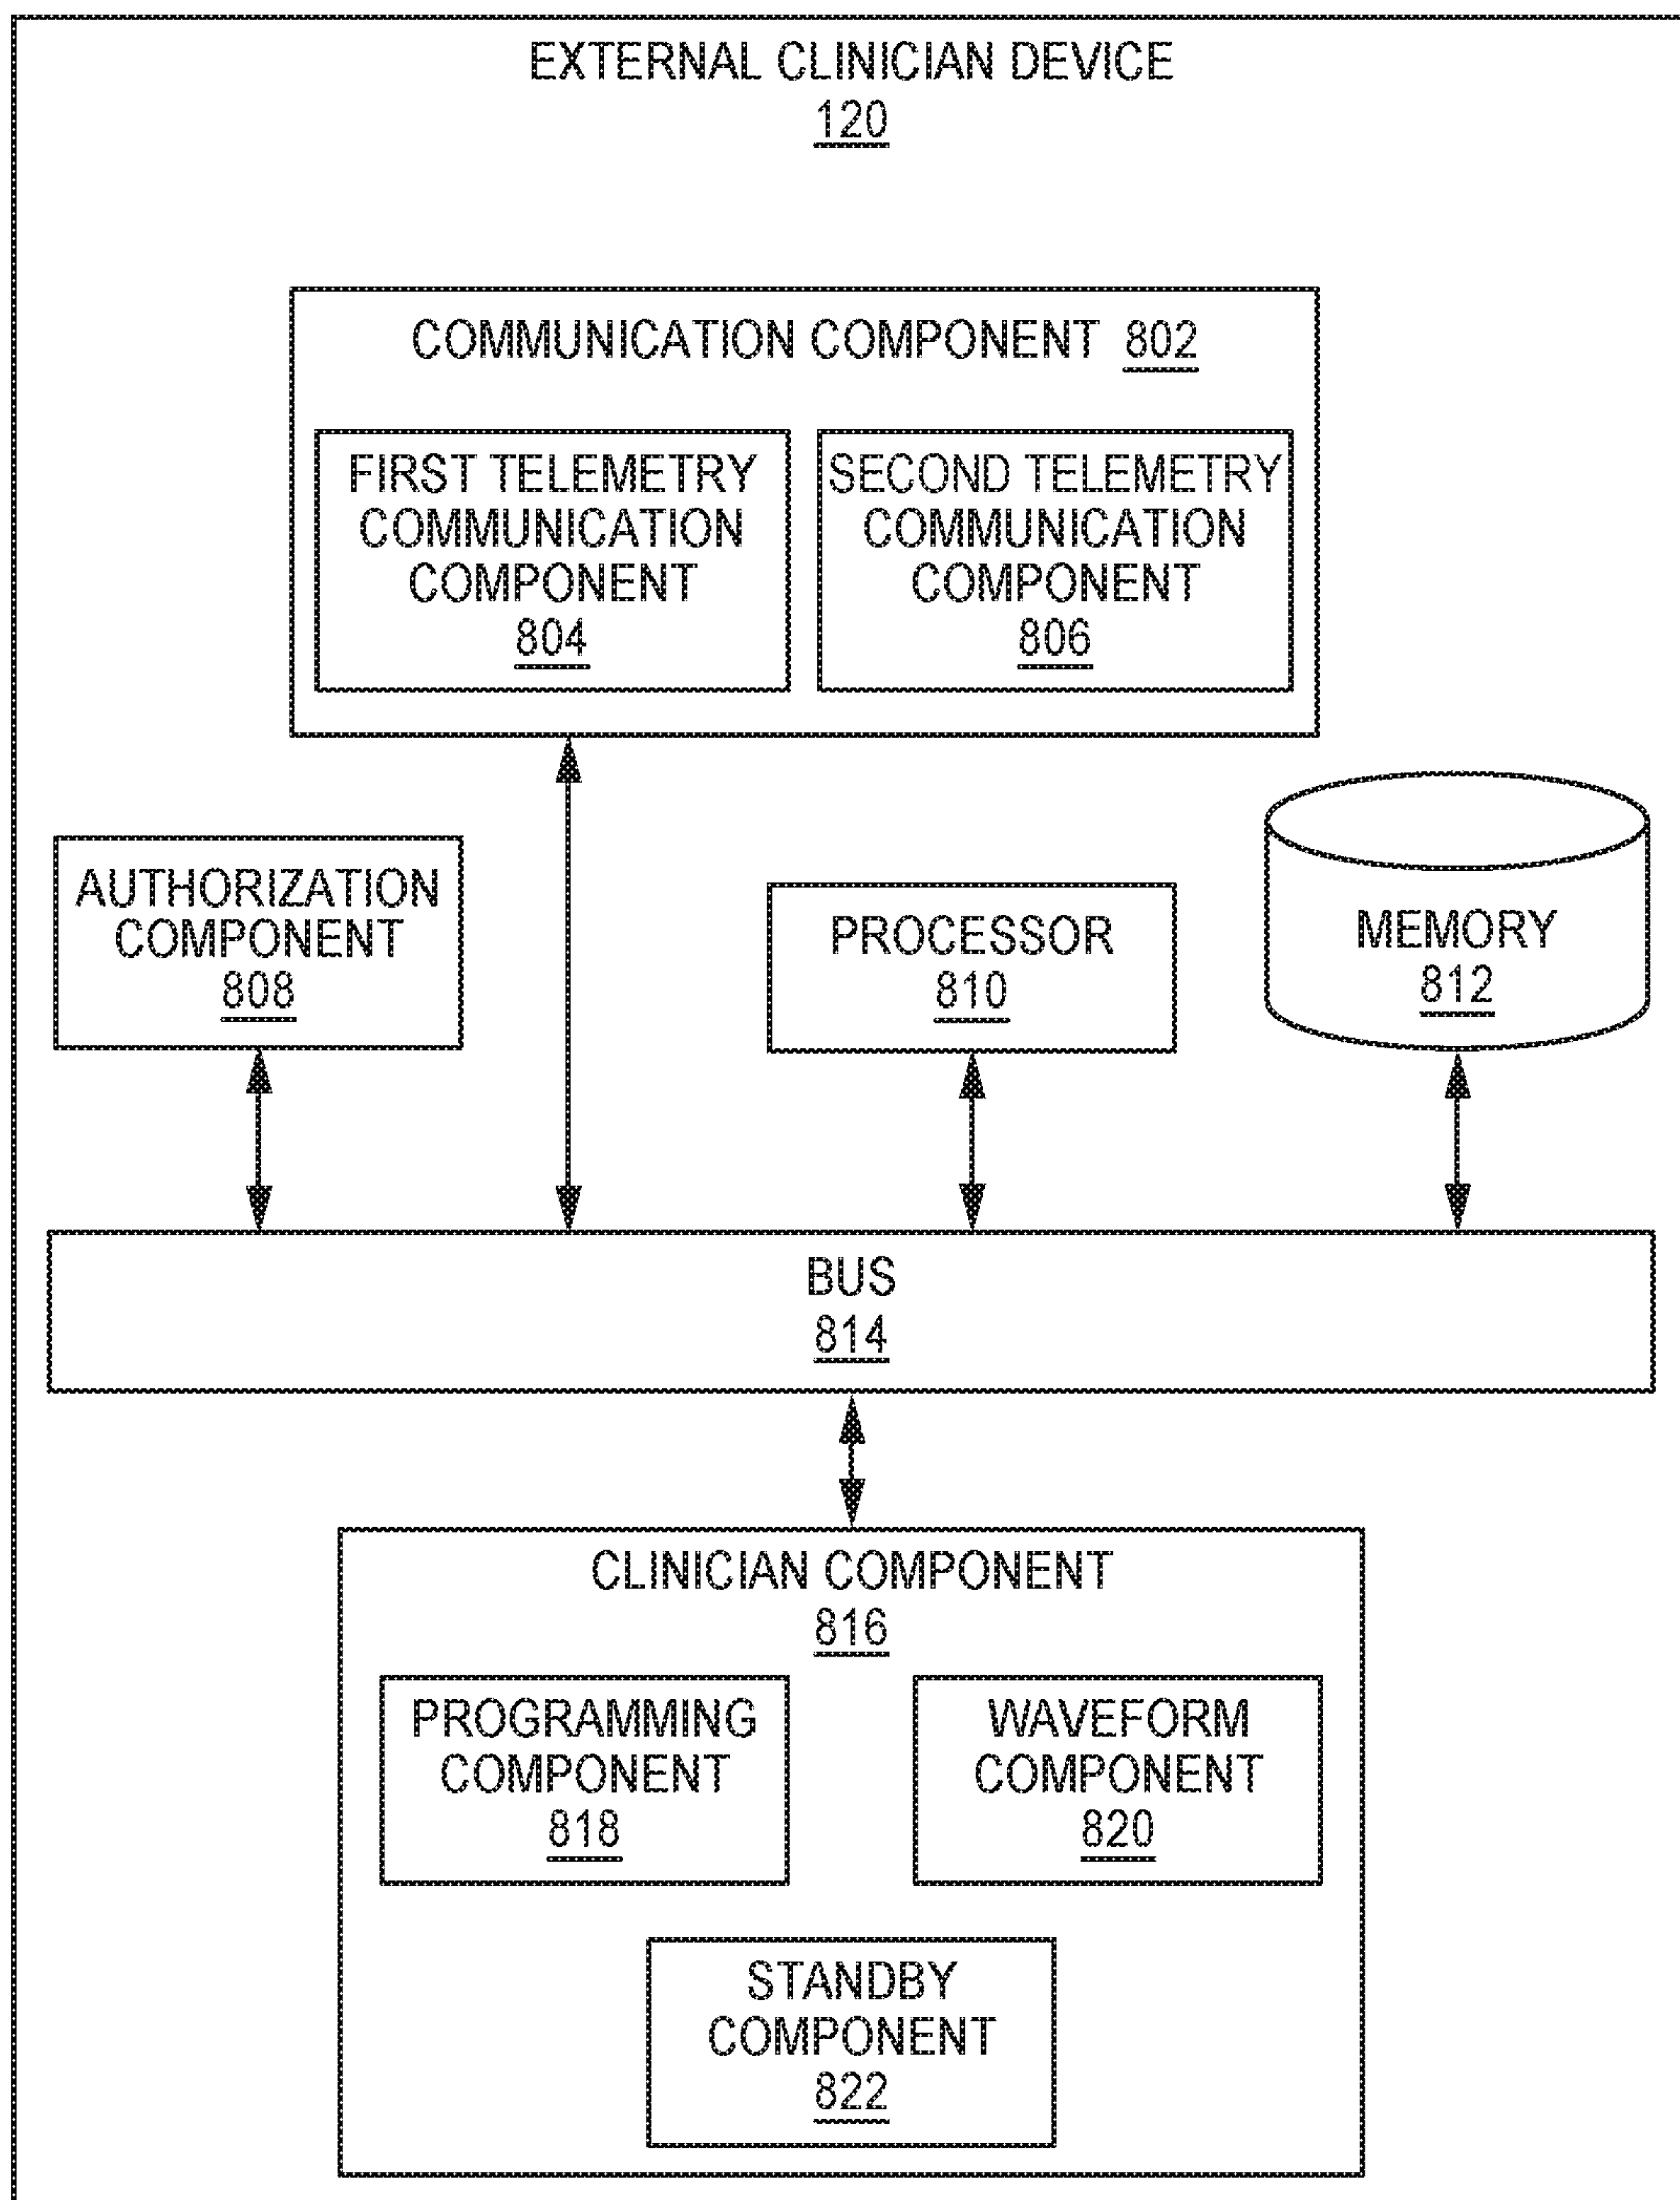 EXTERNAL CLINICIAN DEVICE
120
COMMUNICATION COMPONENT 802
FIRST TELEMETRY
COMMUNICATION
COMPONENT
804
SECOND TELEMETRY
COMMUNICATION
COMPONENT
806
AUTHORIZATION
COMPONENT
808
PROCESSOR
810
MEMORY
812
BUS
814
CLINICIAN COMPONENT
816
PROGRAMMING
COMPONENT
818
WAVEFORM
COMPONENT
820
STANDBY
COMPONENT
822